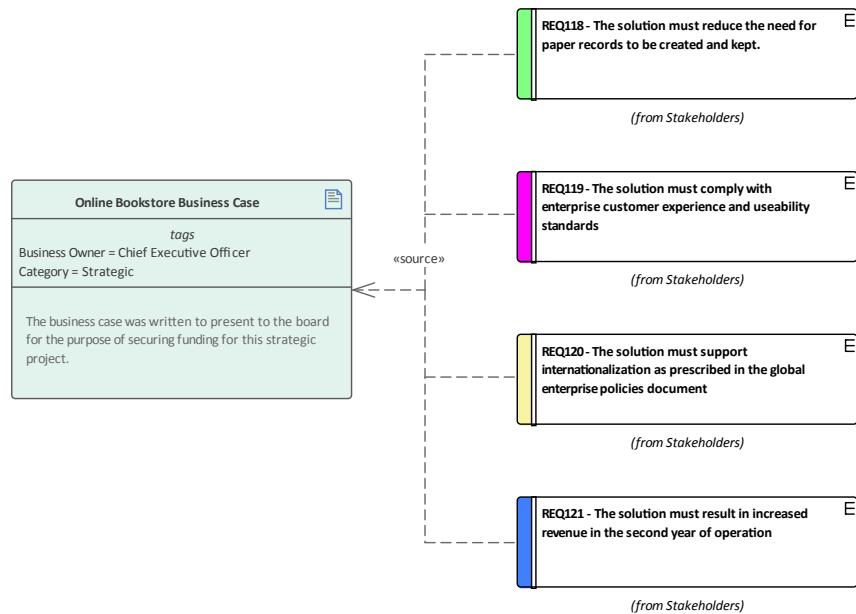 Online Bookstore Business Case
tags
Business Owner = Chief Executive Officer
Category = Strategic
The business case was written to present to the board
for the purpose of securing funding for this strategic
project.
«source»
REQ118 - The solution must reduce the need for
paper records to be created and kept.
E
(from Stakeholders)
REQ119 - The solution must comply with
enterprise customer experience and useability
standards
E
(from Stakeholders)
REQ120 - The solution must support
internationalization as prescribed in the global
enterprise policies document
E
(from Stakeholders)
REQ121 - The solution must result in increased
revenue in the second year of operation
E
(from Stakeholders)